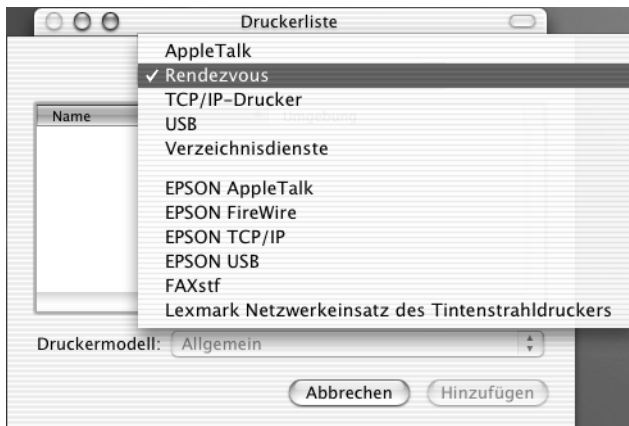 Druckerliste
AppleTalk
✓ Rendezvous
TCP/IP-Drucker
Name
Umgebung
USB
Verzeichnisdienste
EPSON AppleTalk
EPSON FireWire
EPSON TCP/IP
EPSON USB
FAXstf
Lexmark Netzwerkeinsatz des Tintenstrahldruckers
Druckermodell: Allgemein
Abbrechen Hinzufügen